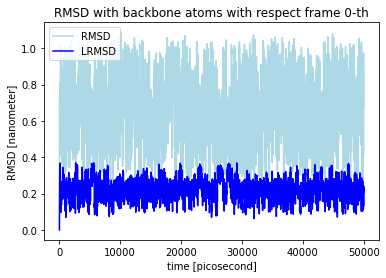 RMSD with backbone atoms with respect frame 0-th
RMSD
LRMSD
RMSD [nanometer]
1.0
0.8
0.6
0.4
0.2
0.0
0
10000
20000
30000
40000
50000
time [picosecond]